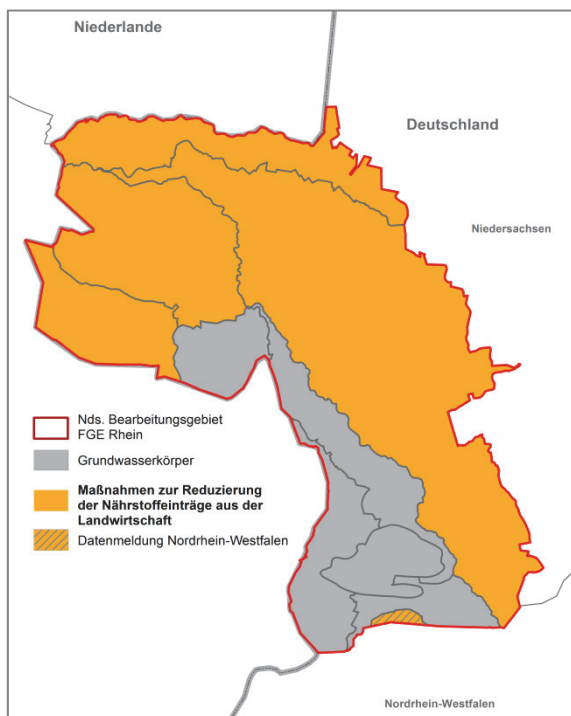 Niederlande
Deutschland
Niedersachsen
Nds. Bearbeitungsgebiet
FGE Rhein
Grundwasserkörper
Maßnahmen zur Reduzierung
der Nährstoffeinträge aus der
Landwirtschaft
Datenmeldung Nordrhein-Westfalen
Nordrhein-Westfalen